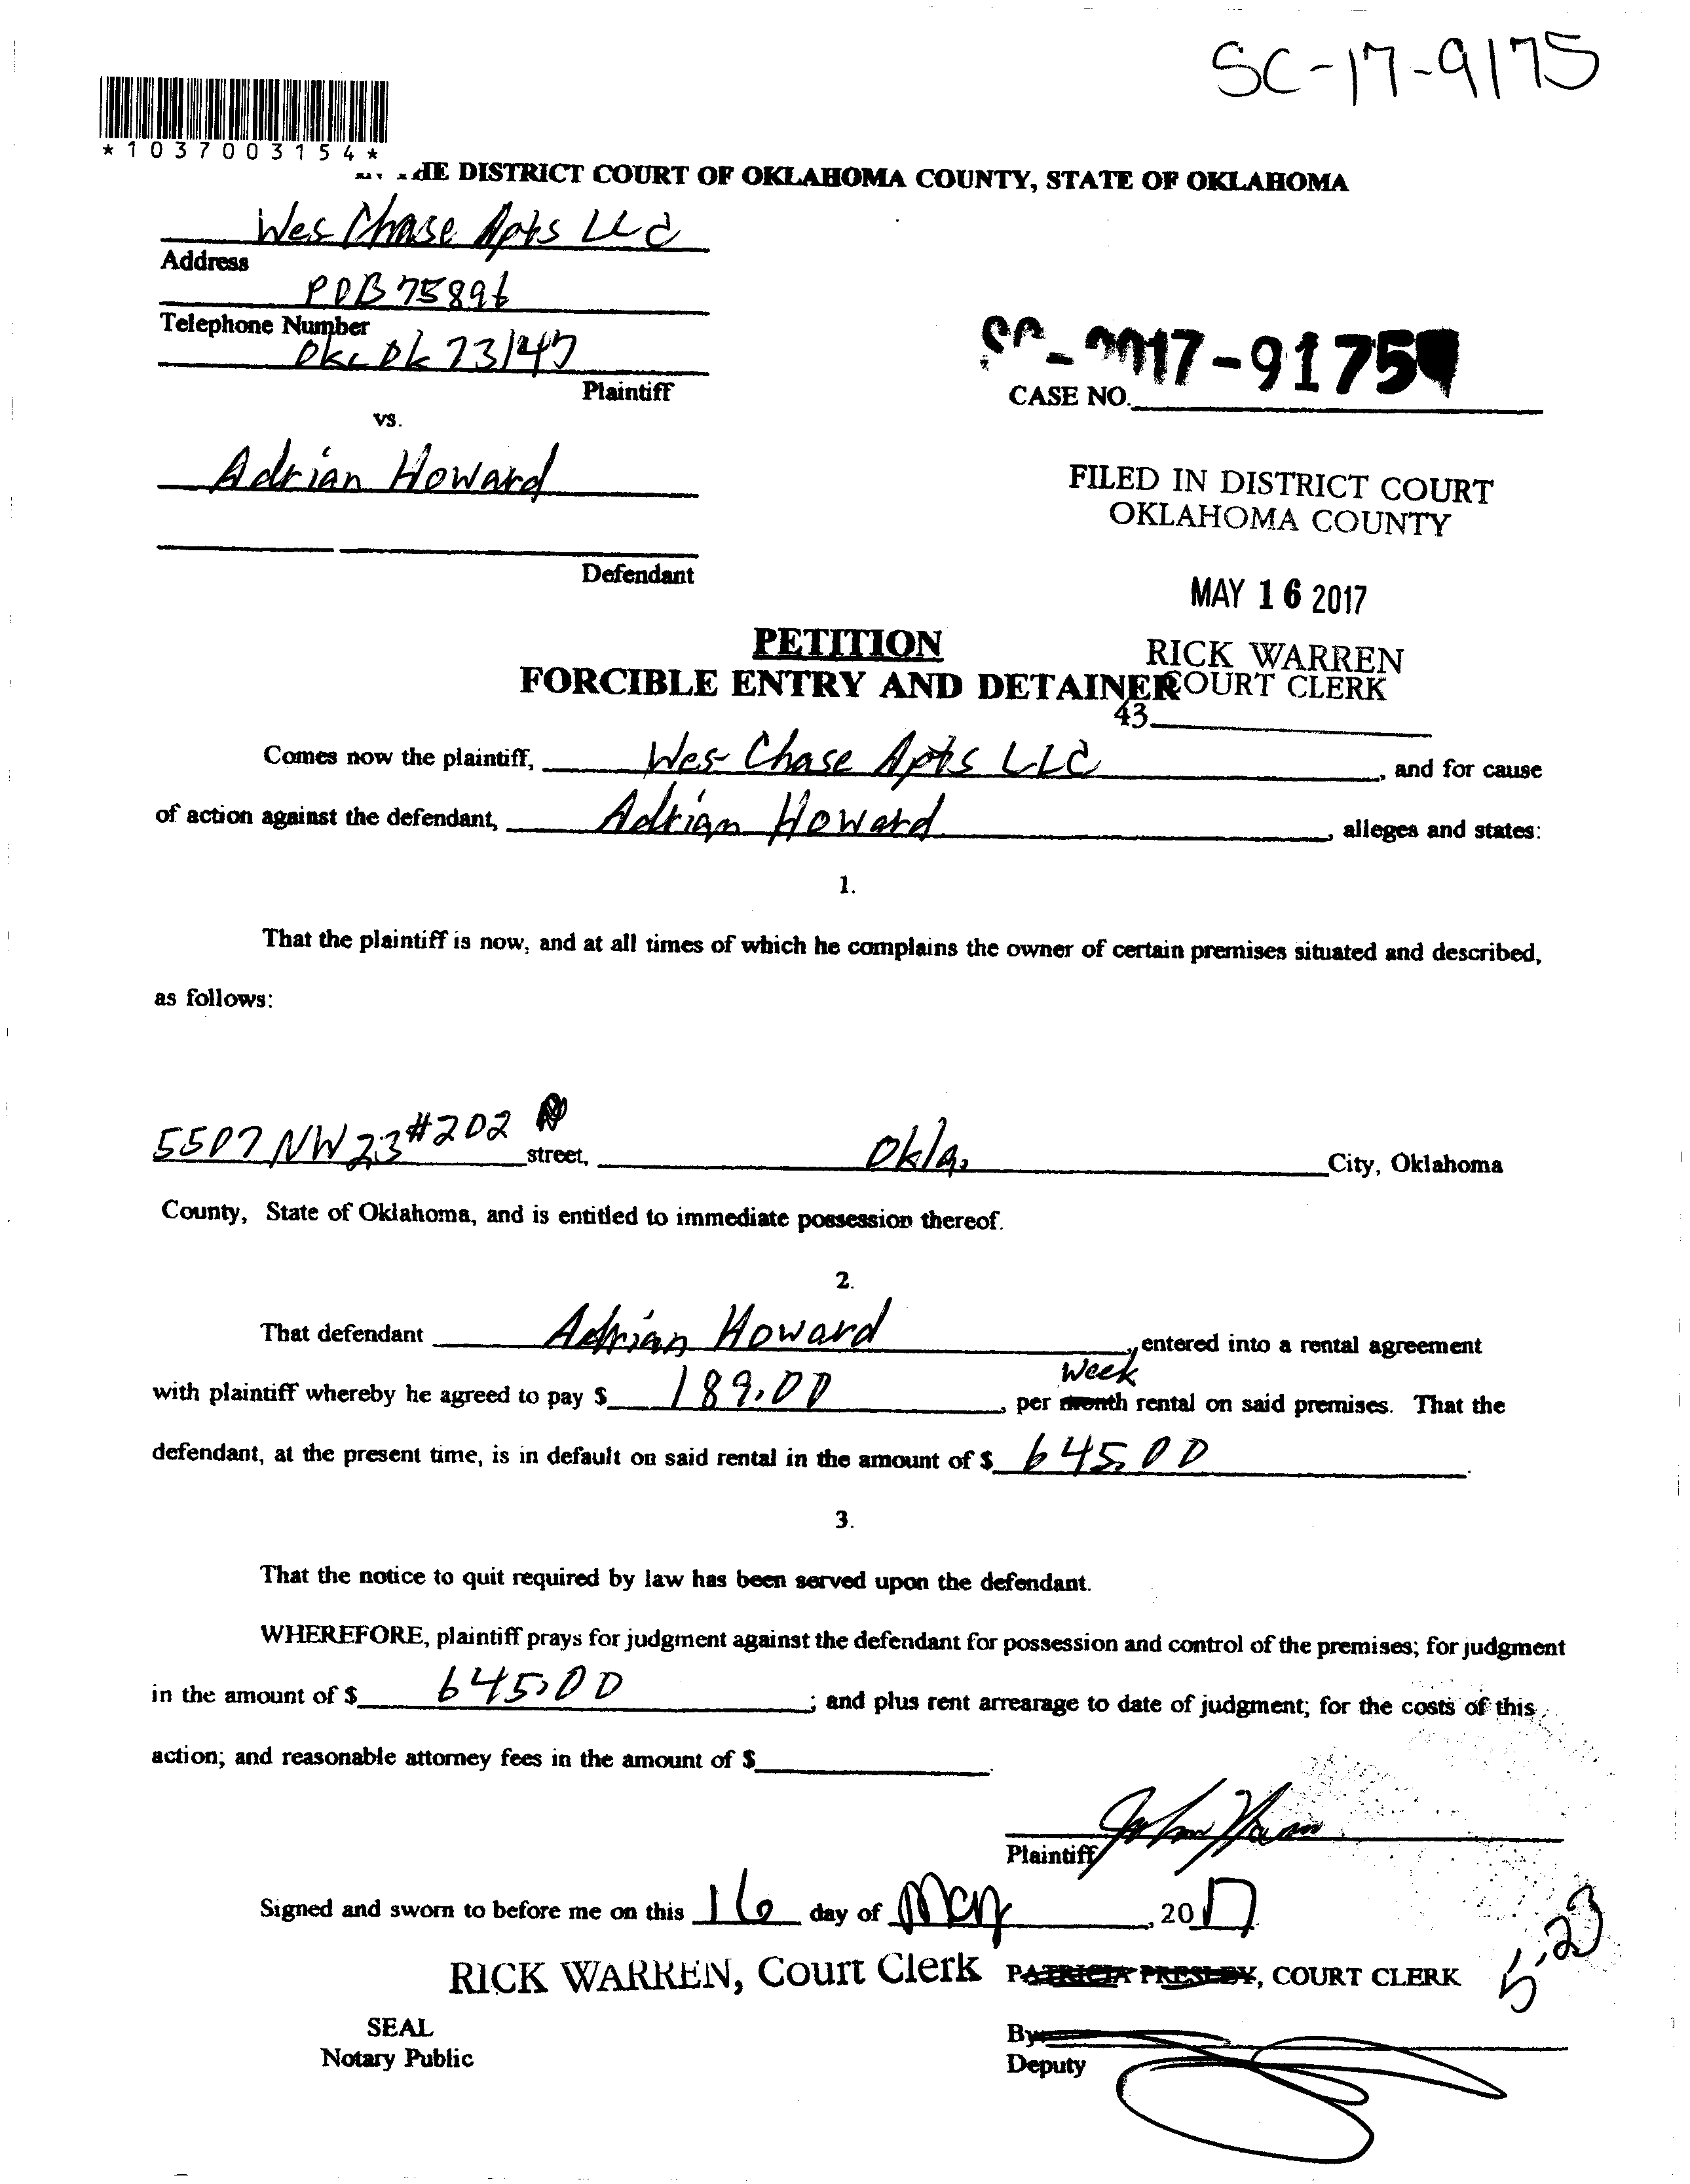 SC-17-9175
*1037003154*
HE DISTRICT COURT OF OKLAHOMA COUNTY, STATE OF OKLAHOMA
Wes Chase Apts LLC
Address
POB 75896
Telephone Number
Okc Ok 73147
Plaintiff
SC-2017-9175
CASE NO.
vs.
Adrian Howard
FILED IN DISTRICT COURT
OKLAHOMA COUNTY
Defendant
MAY 16 2017
PETITION
RICK WARREN
FORCIBLE ENTRY AND DETAINER
COURT CLERK
43
Comes now the plaintiff, Wes Chase Apts LLC, and for cause
of action against the defendant, Adrian Howard, alleges and states:
1.
That the plaintiff is now, and at all times of which he complains the owner of certain premises situated and described,
as follows:
5507 NW 23 #202 street, Okla. City, Oklahoma
County, State of Oklahoma, and is entitled to immediate possession thereof.
2.
That defendant Adrian Howard, entered into a rental agreement
Week
with plaintiff whereby he agreed to pay $ 189.00, per month rental on said premises. That the
defendant, at the present time, is in default on said rental in the amount of $ 645.00.
3.
That the notice to quit required by law has been served upon the defendant.
WHEREFORE, plaintiff prays for judgment against the defendant for possession and control of the premises; for judgment
in the amount of $ 645.00; and plus rent arrearage to date of judgment; for the costs of this
action; and reasonable attorney fees in the amount of $
Plaintiff
Signed and sworn to before me on this 16 day of May, 2017
RICK WARREN, Court Clerk PATRICIA PRESLEY, COURT CLERK
5,23
SEAL
By
Notary Public
Deputy